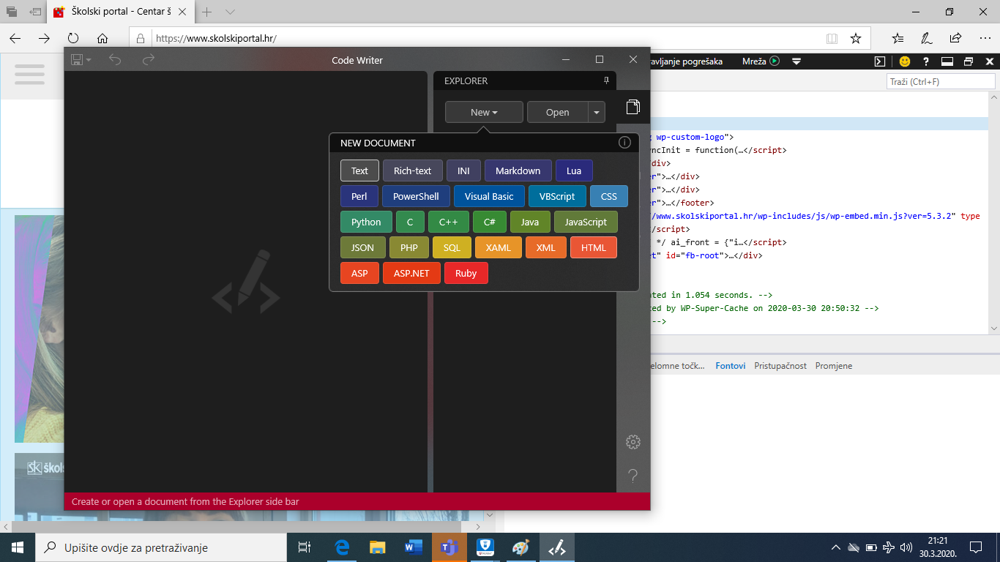 Školski portal - Centar š
https://www.skolskiportal.hr/
Code Writer
avljanje pogrešaka
Mreža
?
Traži (Ctrl+F)
EXPLORER
New
Open
NEW DOCUMENT
Text Rich-text INI Markdown Lua
Perl PowerShell Visual Basic VBScript CSS
Python C C++ C# Java JavaScript
JSON PHP SQL XAML XML HTML
ASP ASP.NET Ruby
wp-custom-logo">
ncInit = function(…</script>
div>
er">…</div>
er">…</div>
er">…</footer>
/www.skolskiportal.hr/wp-includes/js/wp-embed.min.js?ver=5.3.2" type
/script>
*/ ai_front = {"i…</script>
et" id="fb-root">…</div>
ated in 1.054 seconds. -->
ted by WP-Super-Cache on 2020-03-30 20:50:32 -->
-->
elomne točk...
Fontovi
Pristupačnost
Promjene
ŠK škols
?
Create or open a document from the Explorer side bar
Upišite ovdje za pretraživanje
21:21
30.3.2020.